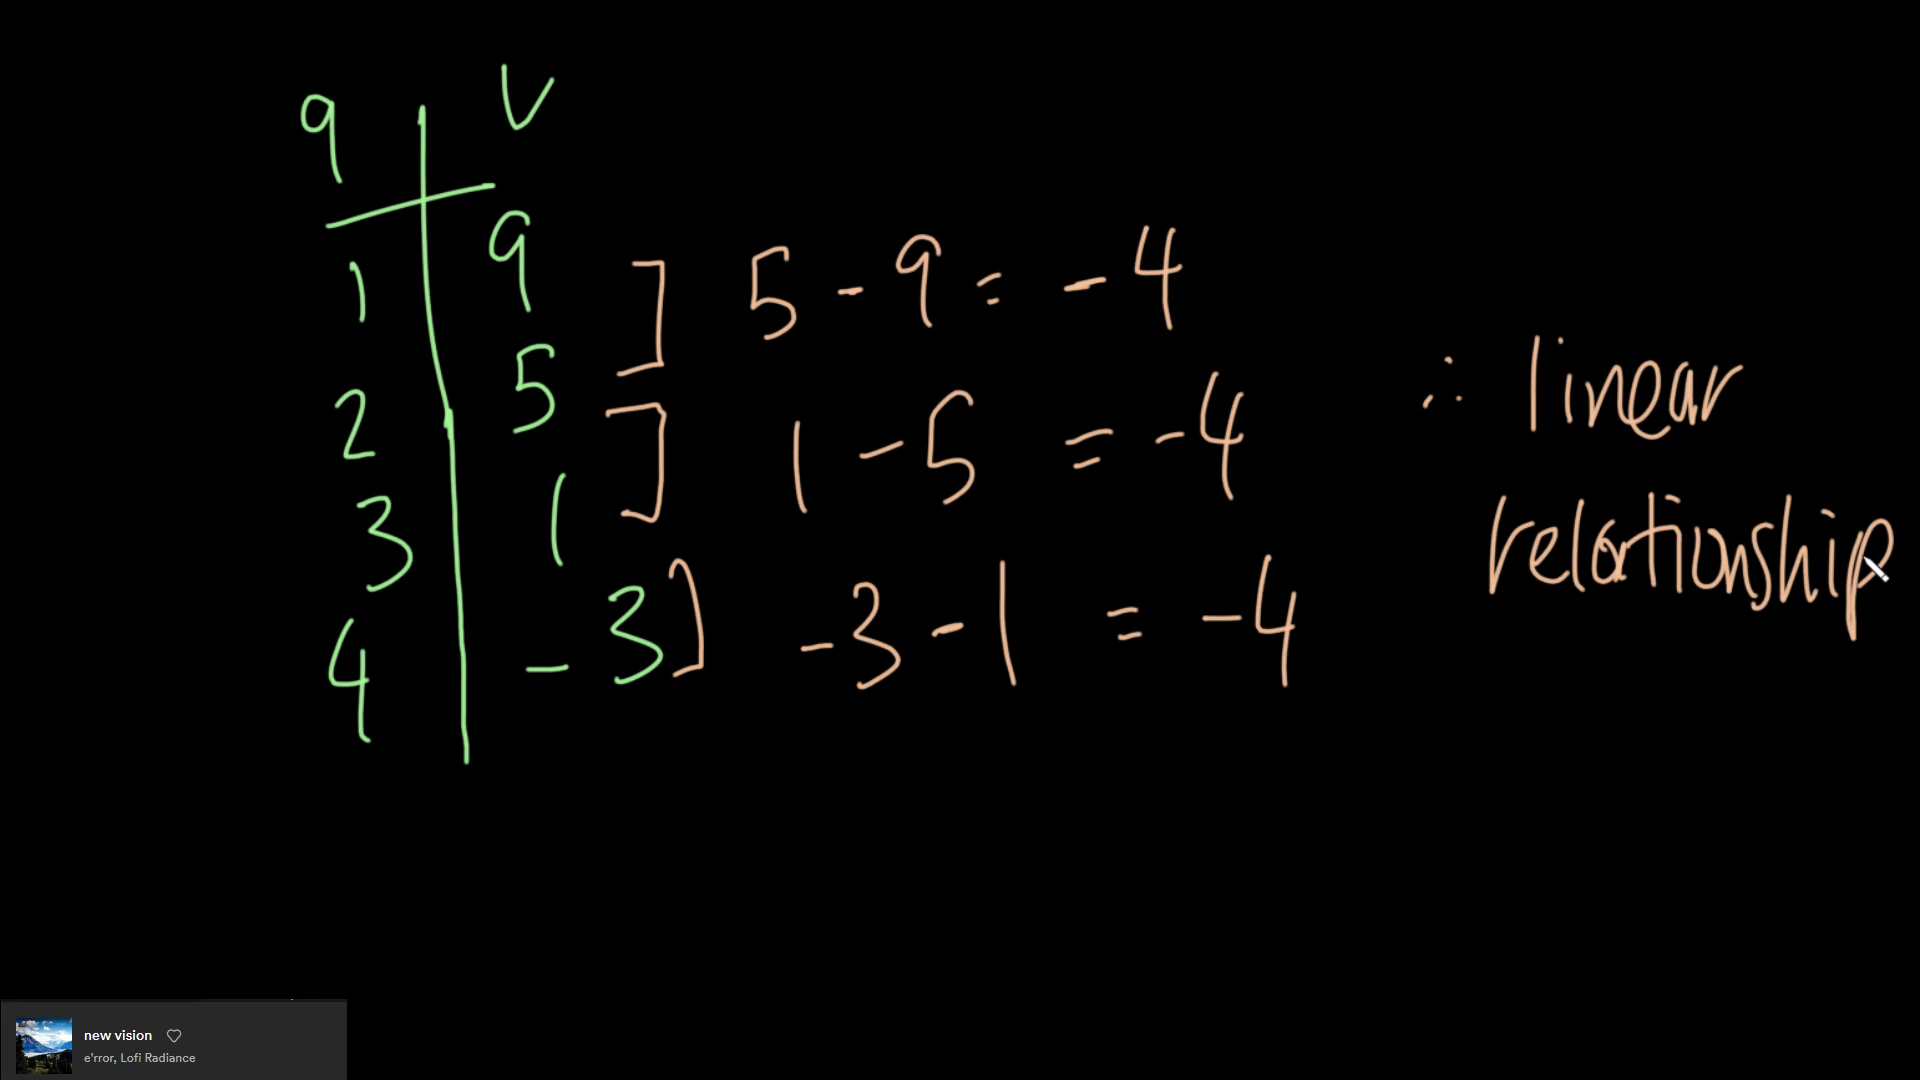 q V
1 9
2 5
3 1
4 -3
] 5 - 9 = - 4
] 1 - 5 = - 4
] -3 - 1 = - 4
∴ linear
relationship
new vision
e'rror, Lofi Radiance